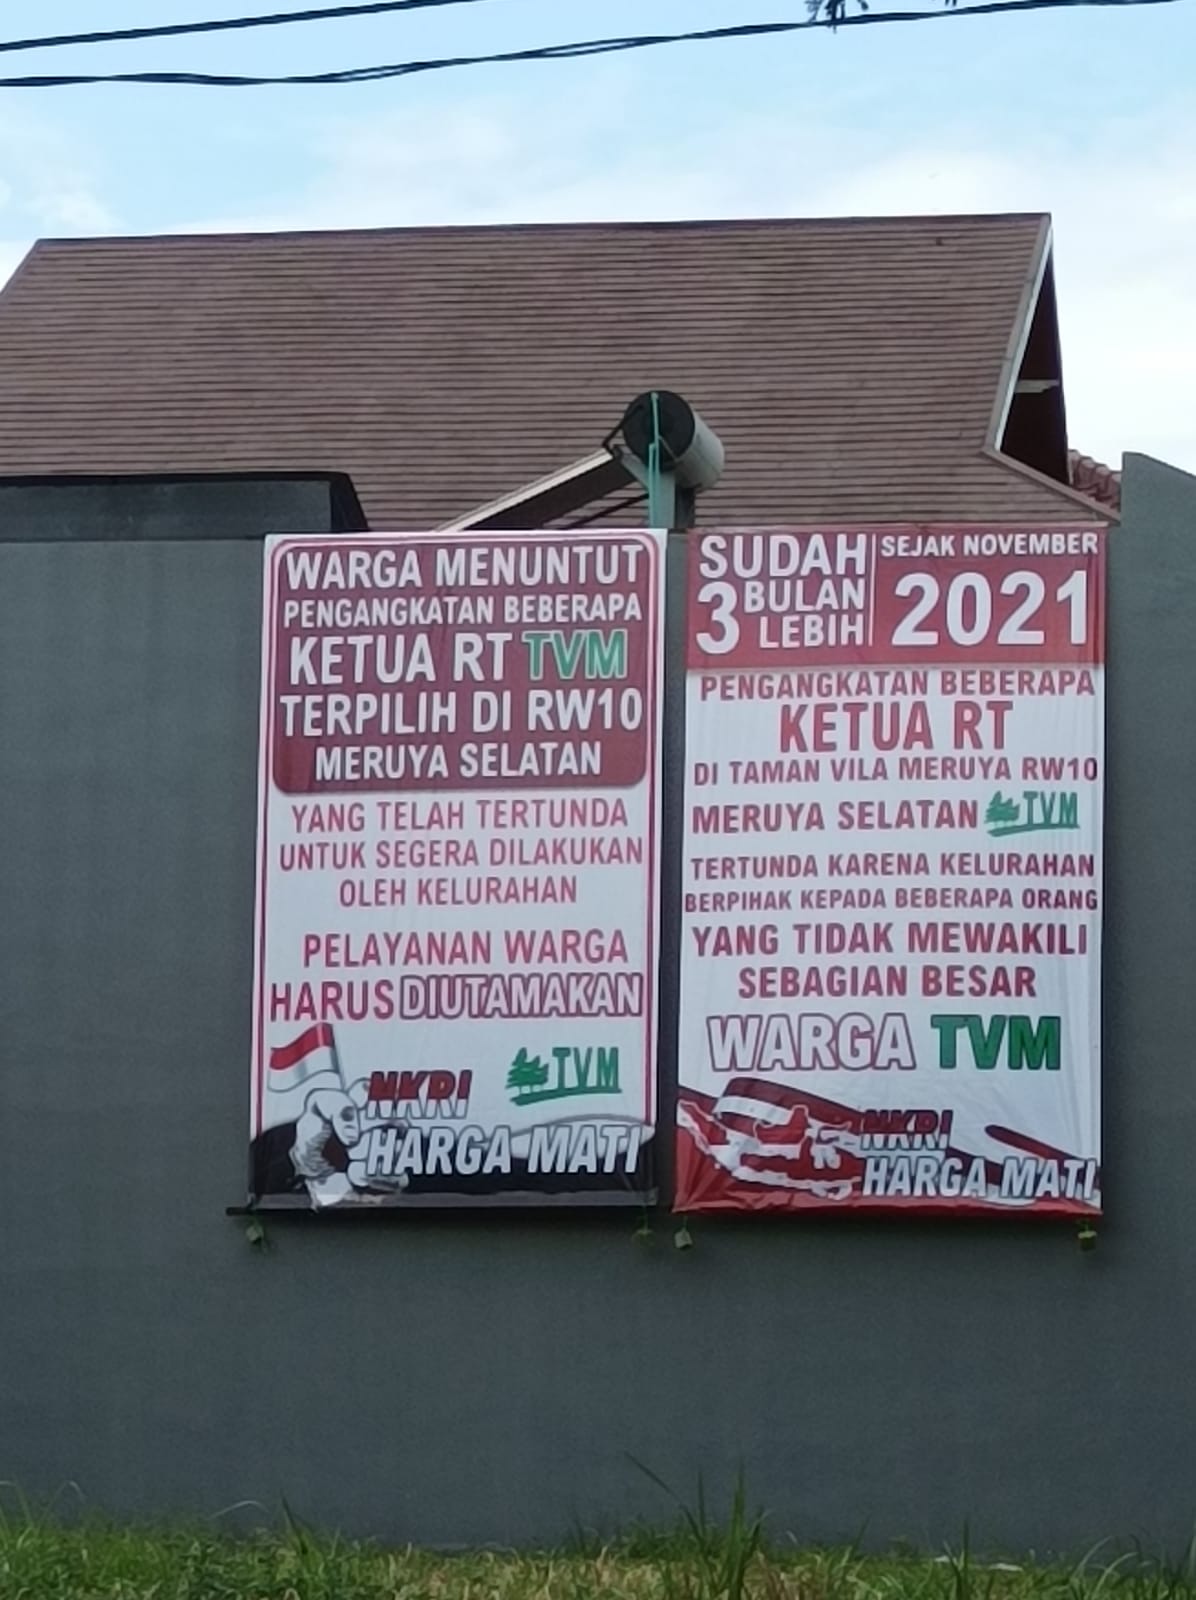 WARGA MENUNTUT
PENGANGKATAN BEBERAPA
KETUA RT TVM
TERPILIH DI RW10
MERUYA SELATAN
YANG TELAH TERTUNDA
UNTUK SEGERA DILAKUKAN
OLEH KELURAHAN
PELAYANAN WARGA
HARUS DIUTAMAKAN
TVM
NKRI
HARGA MATI
SUDAH
3 BULAN
LEBIH
SEJAK NOVEMBER
2021
PENGANGKATAN BEBERAPA
KETUA RT
DI TAMAN VILA MERUYA RW10
MERUYA SELATAN TVM
TERTUNDA KARENA KELURAHAN
BERPIHAK KEPADA BEBERAPA ORANG
YANG TIDAK MEWAKILI
SEBAGIAN BESAR
WARGA TVM
NKRI
HARGA MATI